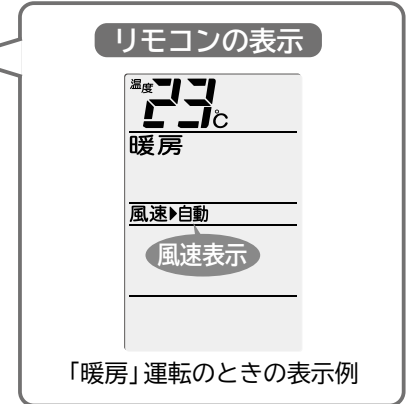 リモコンの表示
温度 23℃
暖房
風速▶自動
風速表示
「暖房」運転のときの表示例